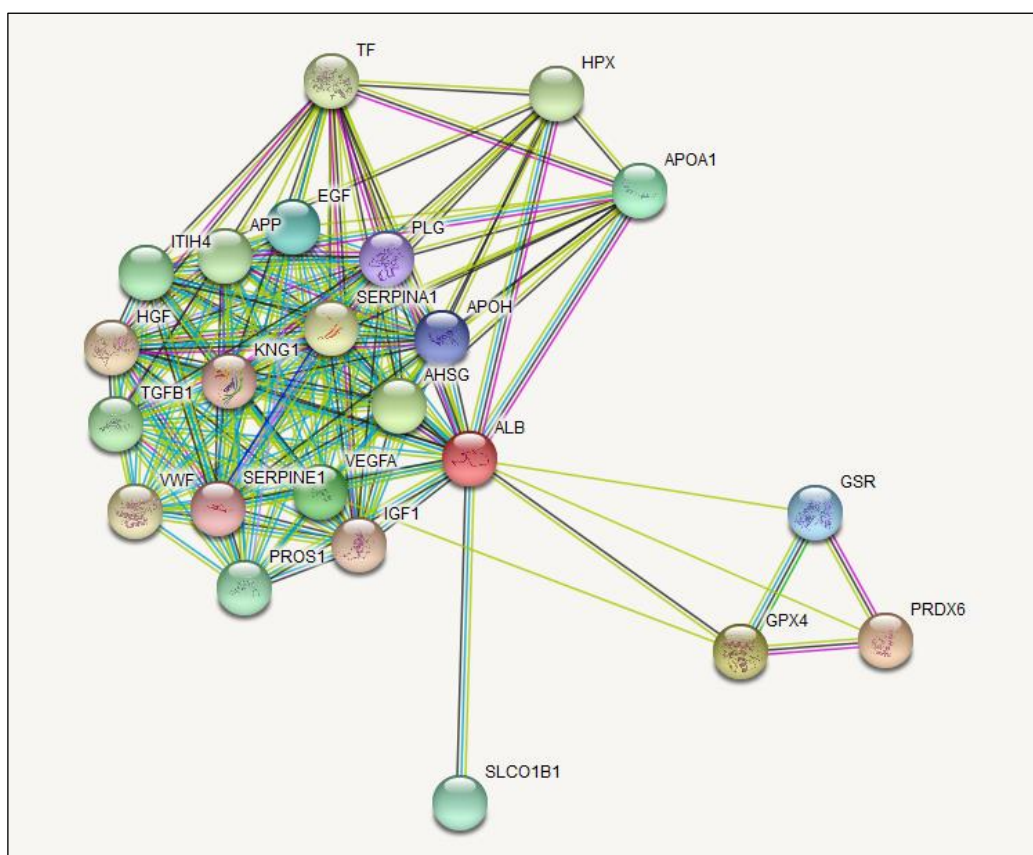 TF
HPX
APOA1
EGF
APP
PLG
ITIH4
SERPINA1
APOH
HGF
KNG1
AHSG
TGFB1
ALB
VEGFA
VWF
SERPINE1
IGF1
GSR
PROS1
GPX4
PRDX6
SLCO1B1